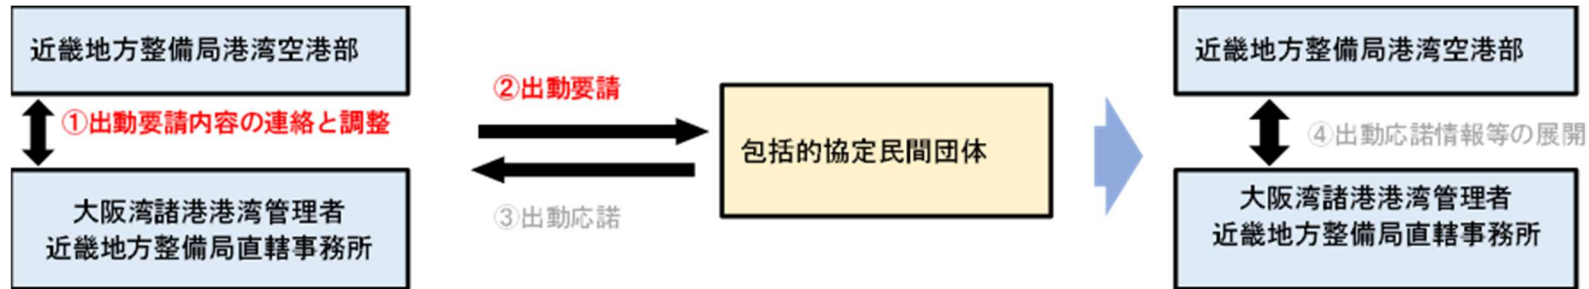 近畿地方整備局港湾空港部
①出動要請内容の連絡と調整
大阪湾諸港港湾管理者
近畿地方整備局直轄事務所
②出動要請
③出動応諾
包括的協定民間団体
近畿地方整備局港湾空港部
④出動応諾情報等の展開
大阪湾諸港港湾管理者
近畿地方整備局直轄事務所